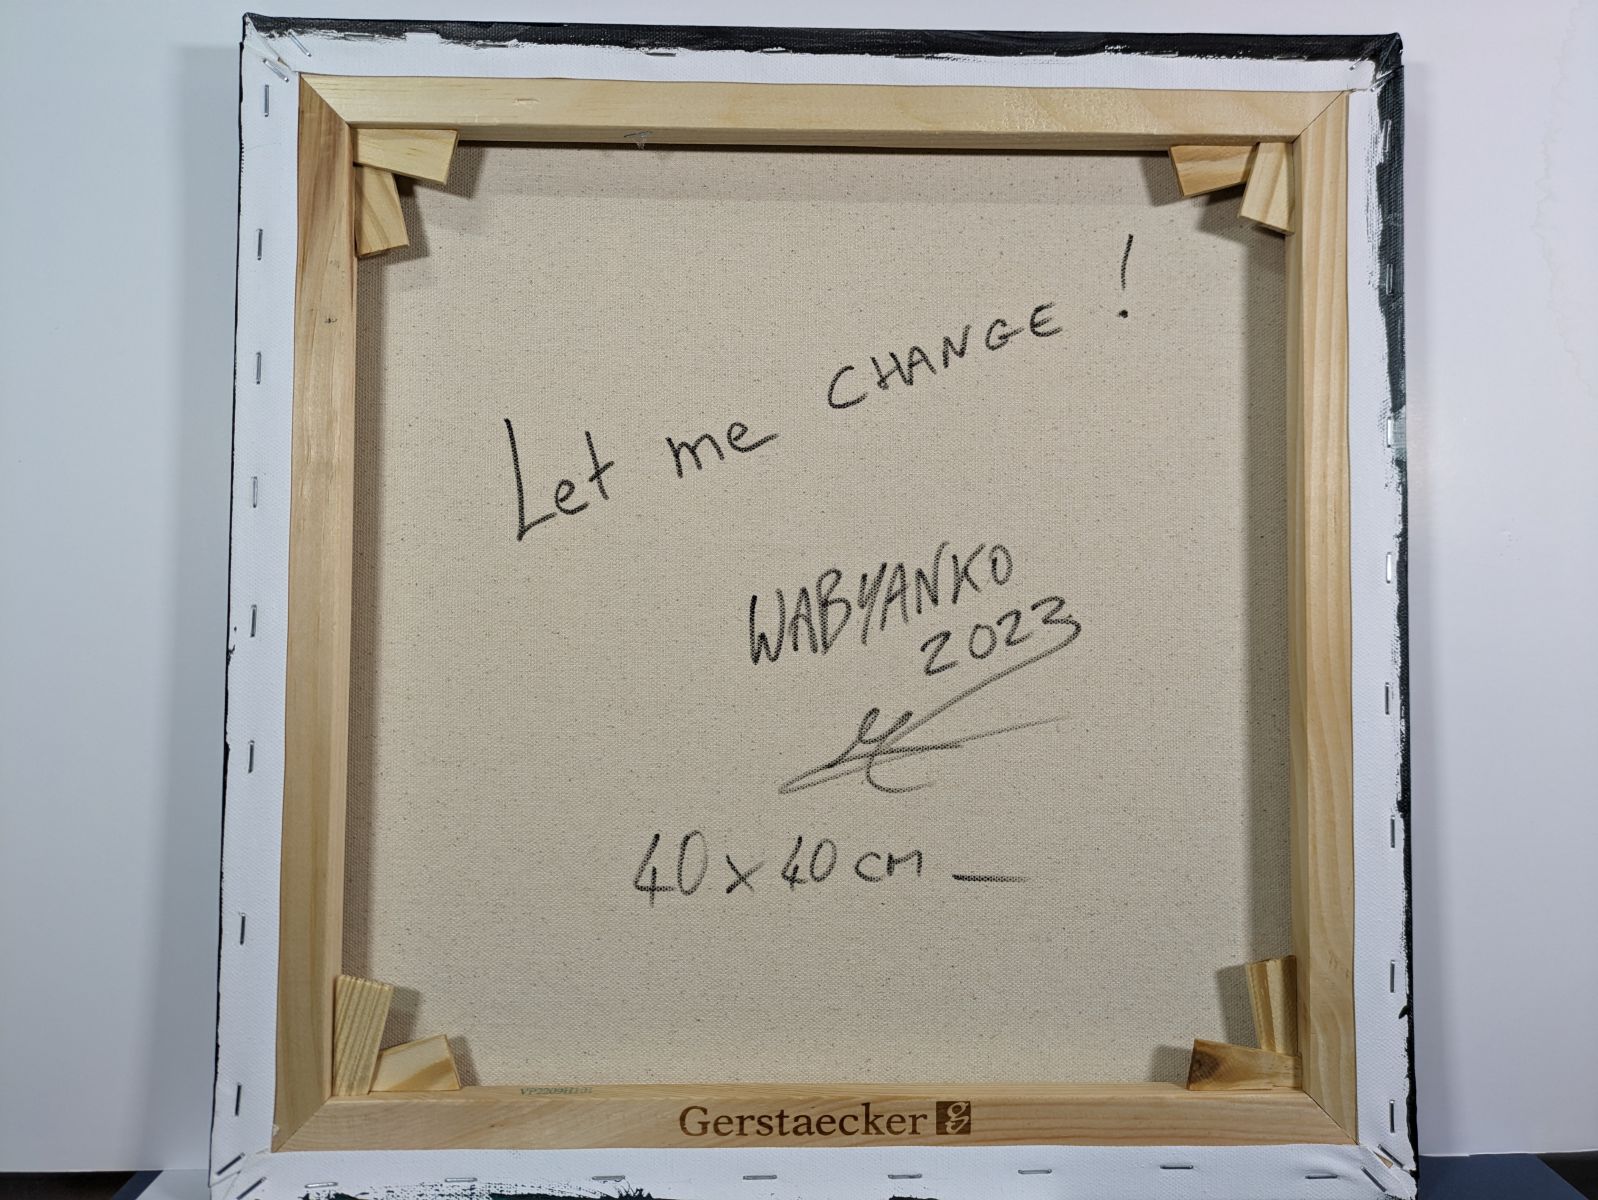 Let me CHANGE !
WABYANKO
2023
40 x 40 CM
Gerstaecker